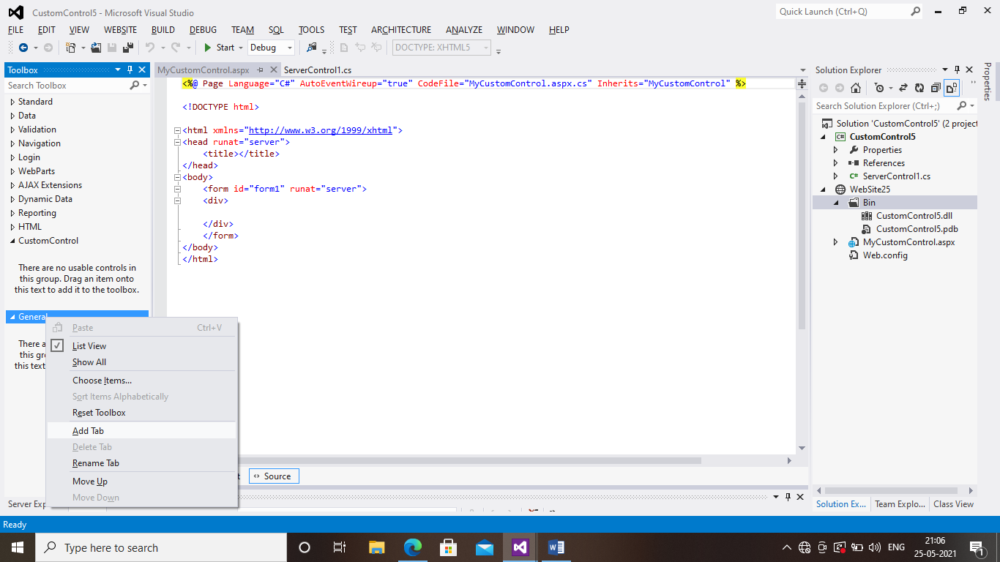 CustomControl5 - Microsoft Visual Studio
Quick Launch (Ctrl+Q)
FILE EDIT VIEW WEBSITE BUILD DEBUG TEAM SQL TOOLS TEST ARCHITECTURE ANALYZE WINDOW HELP
Start Debug DOCTYPE: XHTML5
Toolbox
Search Toolbox
Standard
Data
Validation
Navigation
Login
WebParts
AJAX Extensions
Dynamic Data
Reporting
HTML
CustomControl
There are no usable controls in
this group. Drag an item onto
this text to add it to the toolbox.
General
There a
this gro
this text
Paste Ctrl+V
List View
Show All
Choose Items...
Sort Items Alphabetically
Reset Toolbox
Add Tab
Delete Tab
Rename Tab
Move Up
Move Down
Server Exp
MyCustomControl.aspx ServerControl1.cs
<%@ Page Language="C#" AutoEventWireup="true" CodeFile="MyCustomControl.aspx.cs" Inherits="MyCustomControl" %>
<!DOCTYPE html>
<html xmlns="http://www.w3.org/1999/xhtml">
<head runat="server">
<title></title>
</head>
<body>
<form id="form1" runat="server">
<div>
</div>
</form>
</body>
</html>
t Source
Solution Explorer
Search Solution Explorer (Ctrl+;)
Solution 'CustomControl5' (2 project
C# CustomControl5
Properties
References
C# ServerControl1.cs
WebSite25
Bin
CustomControl5.dll
CustomControl5.pdb
MyCustomControl.aspx
Web.config
Solution Ex... Team Explo... Class View
Properties
Ready
Type here to search
ENG
21:06
25-05-2021
1